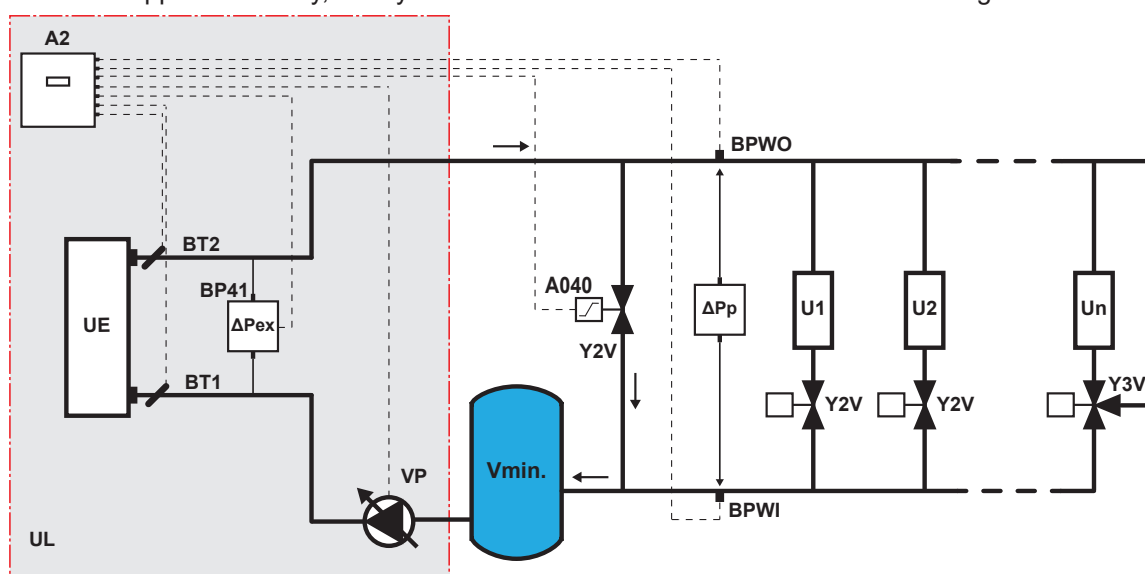 A2
BPWO
BT2
A040
BP41
ΔPex
ΔPp
U1
U2
Un
UE
Y2V
BT1
Y2V
Y2V
Y3V
Vmin.
VP
BPWI
UL